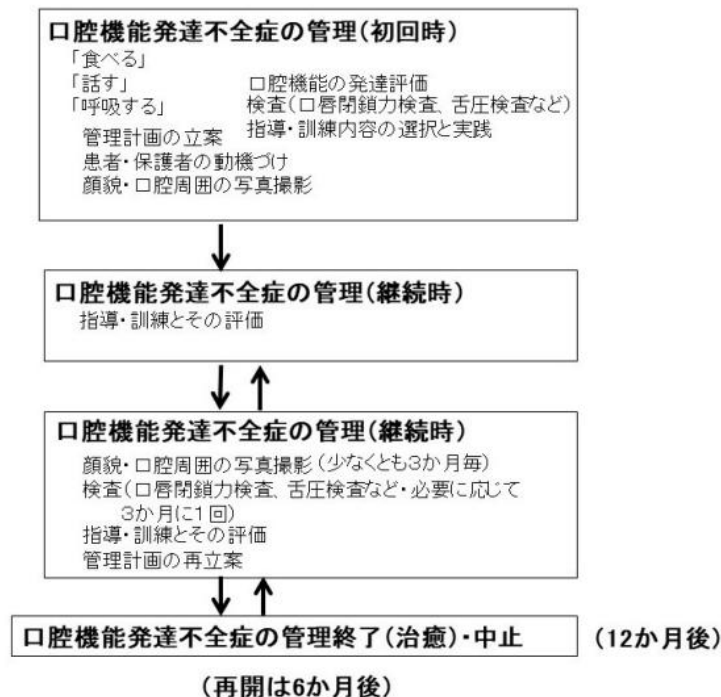 口腔機能発達不全症の管理(初回時)
「食べる」
「話す」 口腔機能の発達評価
「呼吸する」 検査(口唇閉鎖力検査、舌圧検査など)
管理計画の立案 指導・訓練内容の選択と実践
患者・保護者の動機づけ
顔貌・口腔周囲の写真撮影
口腔機能発達不全症の管理(継続時)
指導・訓練とその評価
口腔機能発達不全症の管理(継続時)
顔貌・口腔周囲の写真撮影(少なくとも3か月毎)
検査(口唇閉鎖力検査、舌圧検査など・必要に応じて
3か月に1回)
指導・訓練とその評価
管理計画の再立案
口腔機能発達不全症の管理終了(治癒)・中止 (12か月後)
(再開は6か月後)